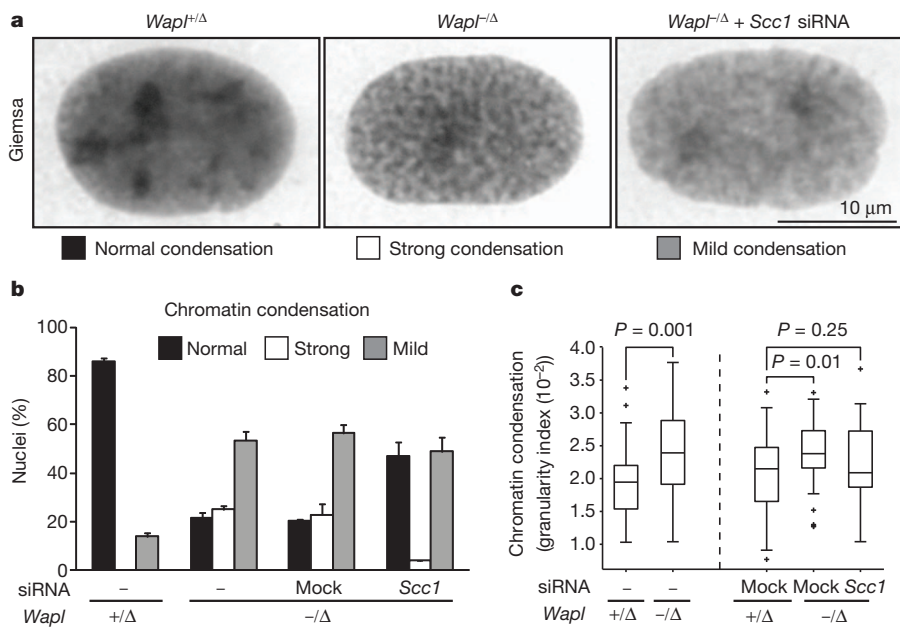 a
Wapl+/Δ
Wapl–/Δ
Wapl–/Δ + Scc1 siRNA
Giemsa
10 μm
Normal condensation
Strong condensation
Mild condensation
b
Chromatin condensation
Normal
Strong
Mild
Nuclei (%)
100
80
60
40
20
0
siRNA
–
–
Mock
Scc1
Wapl
+/Δ
–/Δ
c
P = 0.001
P = 0.25
P = 0.01
Chromatin condensation
(granularity index (10⁻²))
4.0
3.5
3.0
2.5
2.0
1.5
1.0
siRNA
–
–
Mock
Mock
Scc1
Wapl
+/Δ
–/Δ
+/Δ
–/Δ